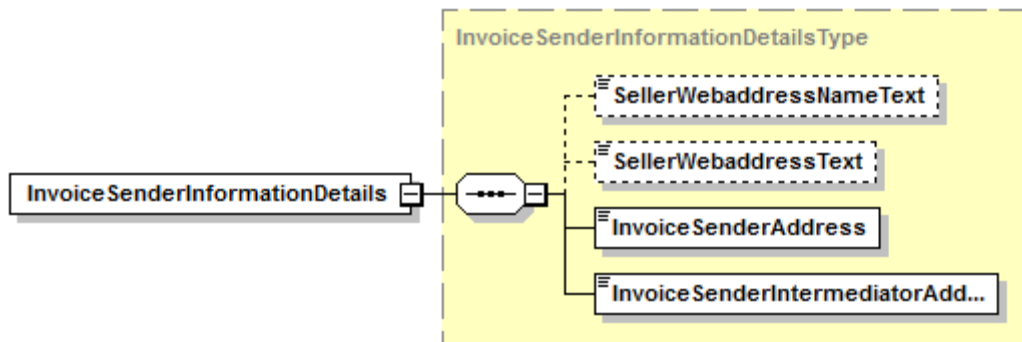 InvoiceSenderInformationDetailsType
SellerWebaddressNameText
SellerWebaddressText
InvoiceSenderInformationDetails
InvoiceSenderAddress
InvoiceSenderIntermediatorAdd...